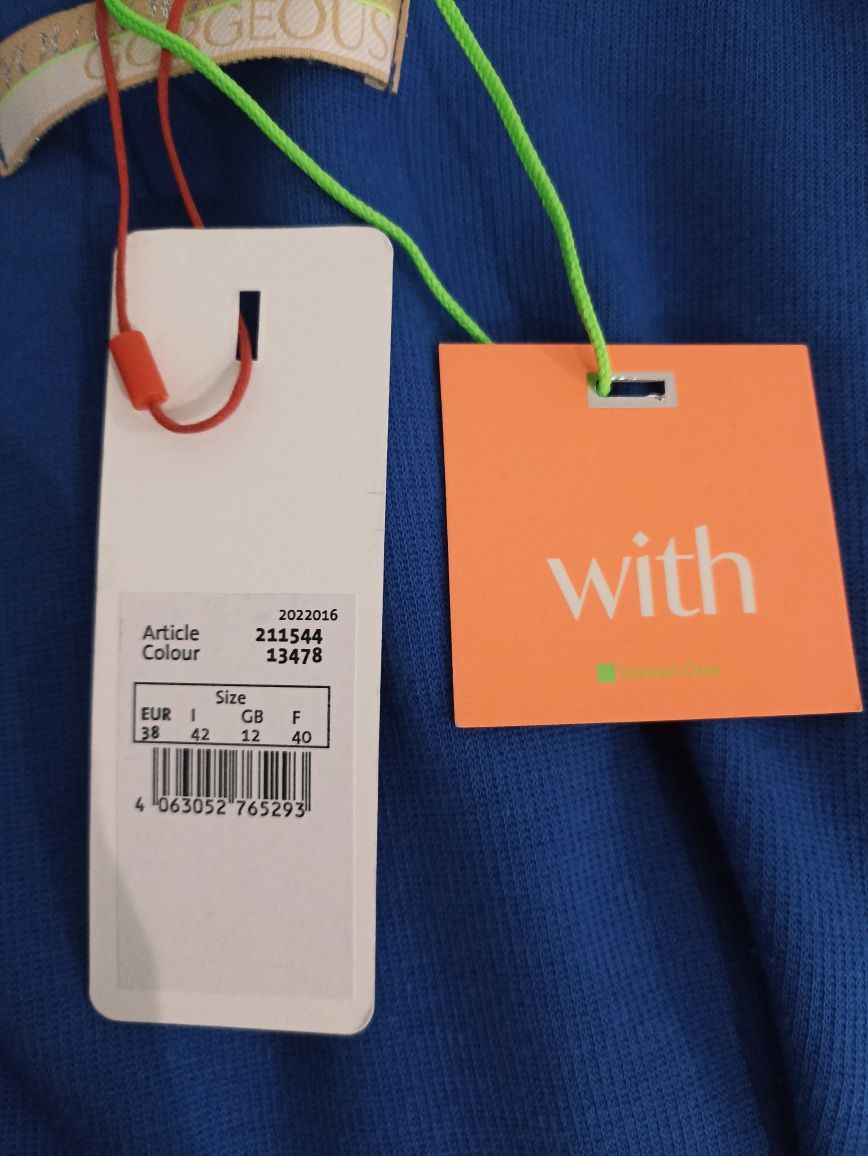 GORGEOUS
2022016
Article 211544
Colour 13478
Size
EUR I GB F
38 42 12 40
4 063052 765293
with
Street One